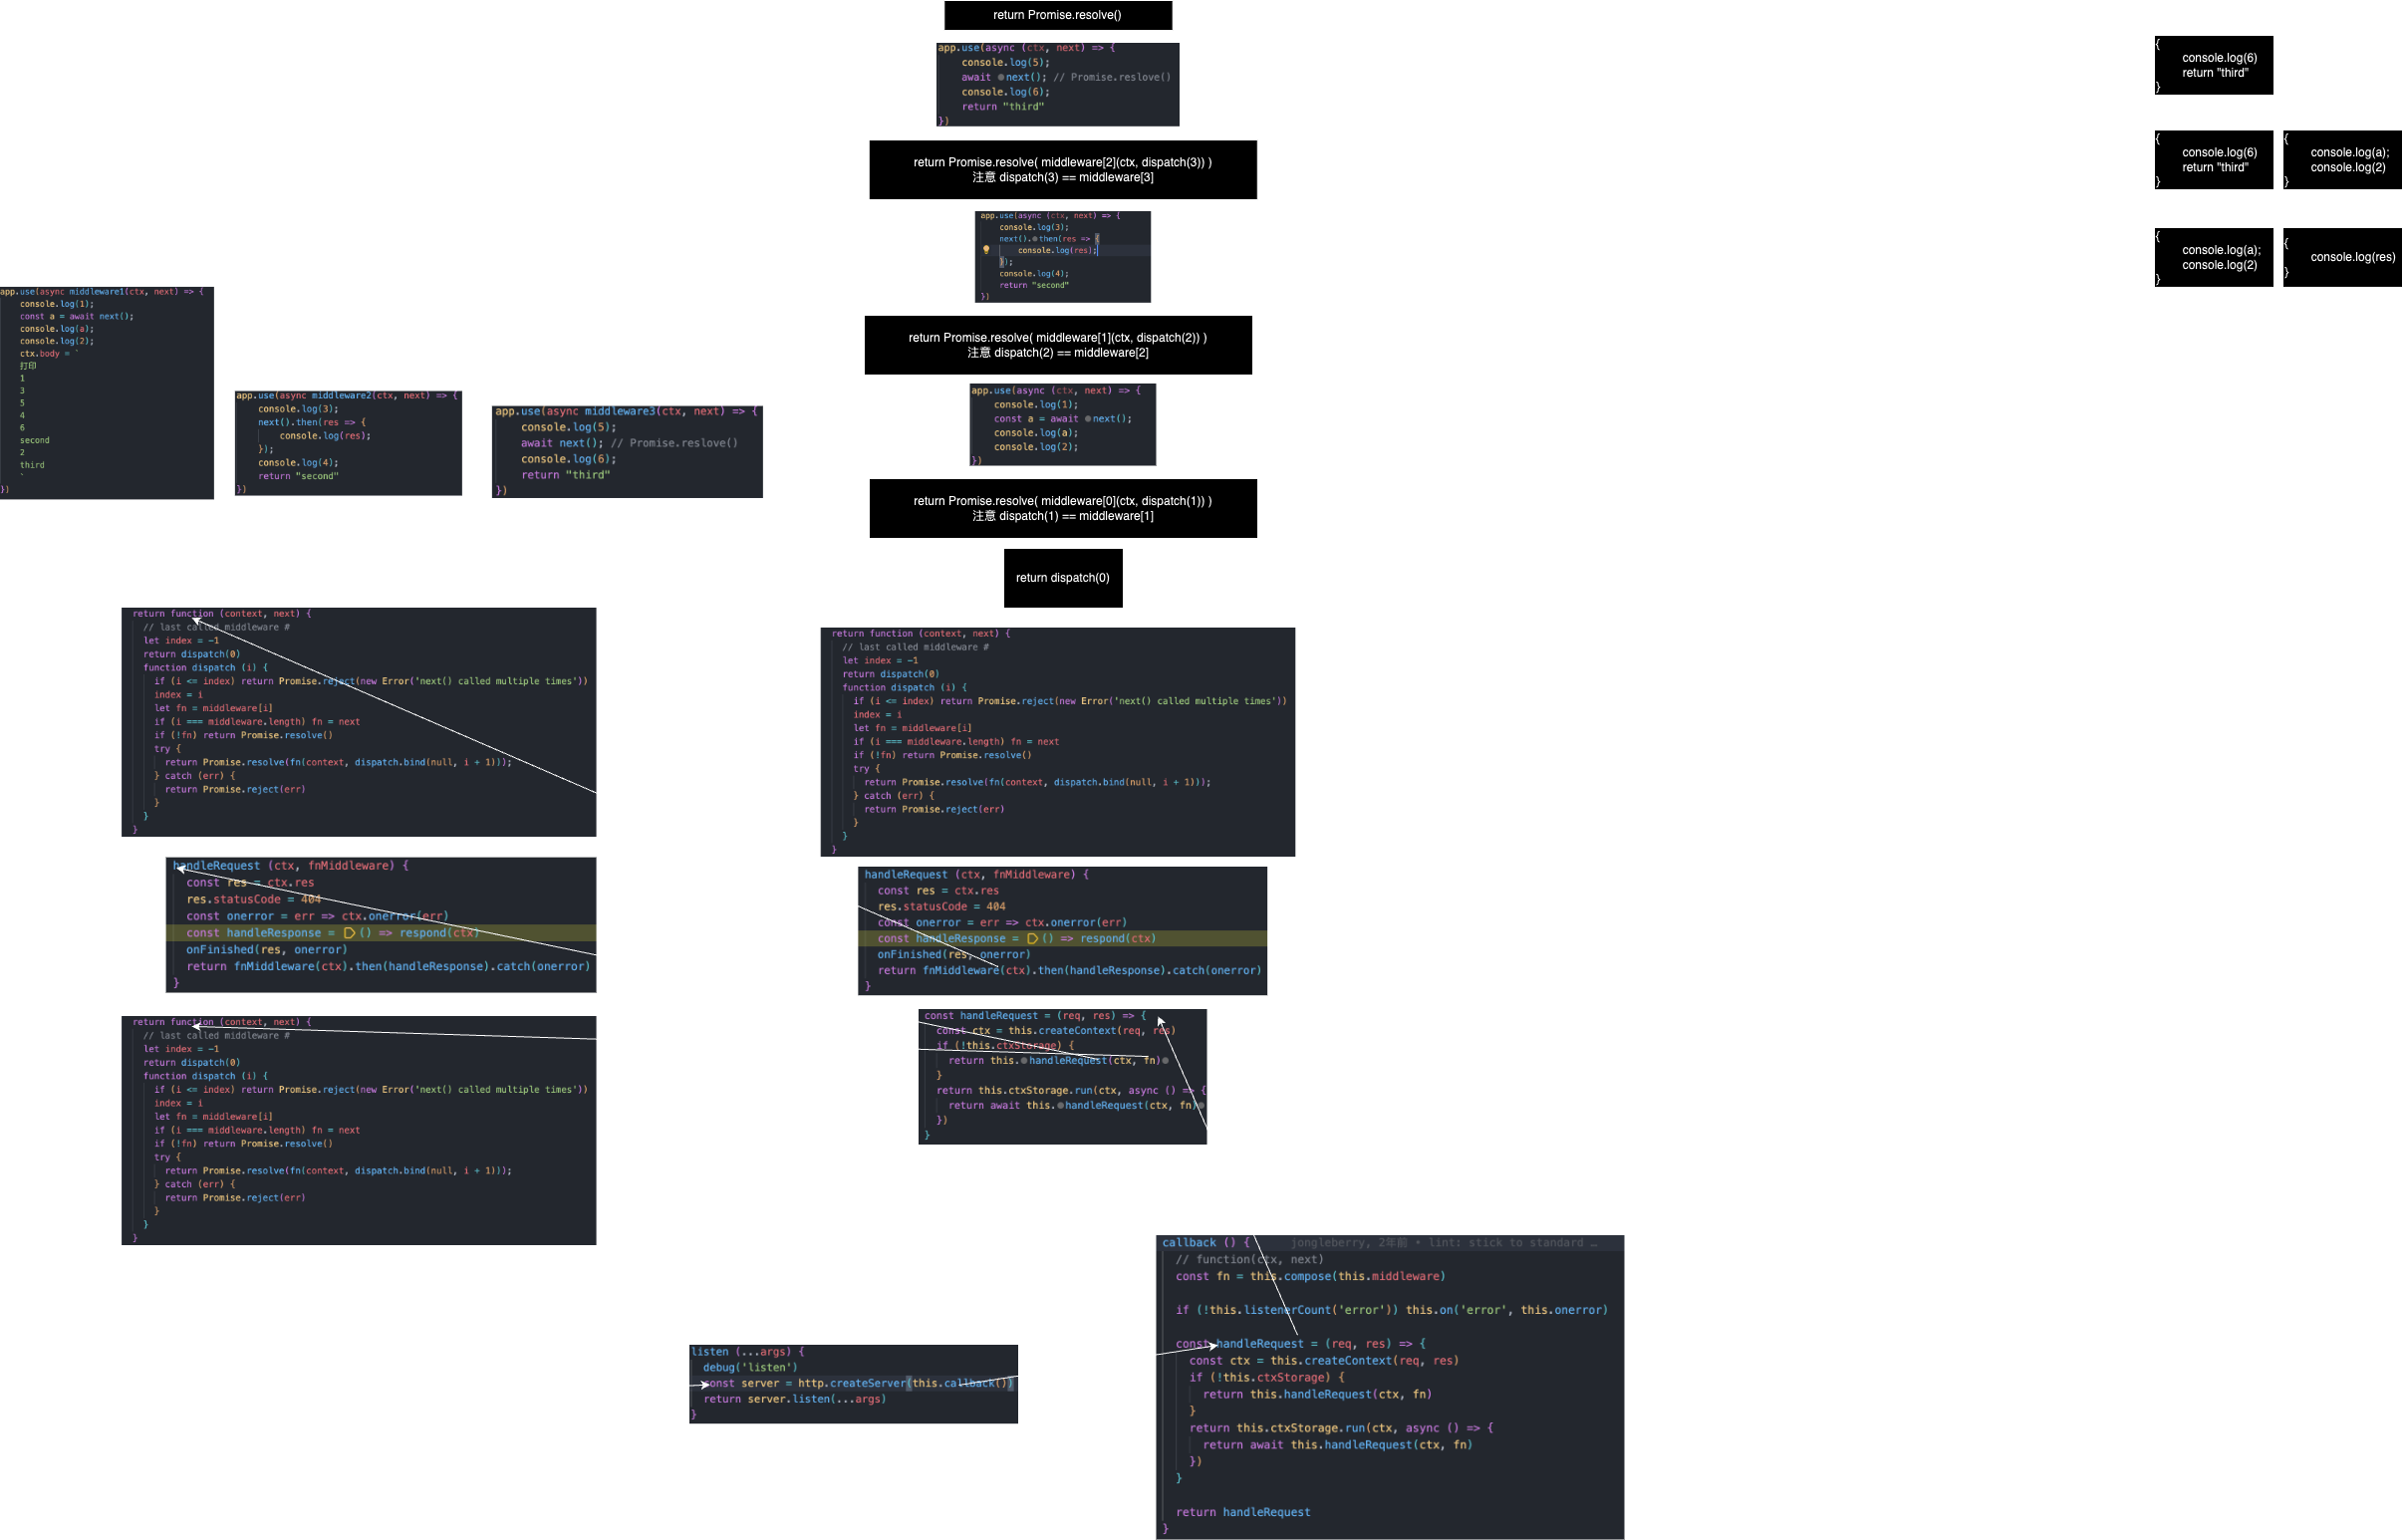 return Promise.resolve()
app.use(async (ctx, next) => {
console.log(5);
await next(); // Promise.reslove()
console.log(6);
return "third"
})
return Promise.resolve( middleware[2](ctx, dispatch(3)) )
注意 dispatch(3) == middleware[3]
app.use(async (ctx, next) => {
console.log(3);
next().then(res => {
console.log(res);
});
console.log(4);
return "second"
})
return Promise.resolve( middleware[1](ctx, dispatch(2)) )
注意 dispatch(2) == middleware[2]
app.use(async (ctx, next) => {
console.log(1);
const a = await next();
console.log(a);
console.log(2);
})
return Promise.resolve( middleware[0](ctx, dispatch(1)) )
注意 dispatch(1) == middleware[1]
return dispatch(0)
{
console.log(6)
return "third"
}
{
console.log(6)
return "third"
}
{
console.log(a);
console.log(2)
}
{
console.log(a);
console.log(2)
}
{
console.log(res)
}
app.use(async middleware1(ctx, next) => {
console.log(1);
const a = await next();
console.log(a);
console.log(2);
ctx.body = `
打印
1
3
5
4
6
second
2
third
`
})
app.use(async middleware2(ctx, next) => {
console.log(3);
next().then(res => {
console.log(res);
});
console.log(4);
return "second"
})
app.use(async middleware3(ctx, next) => {
console.log(5);
await next(); // Promise.reslove()
console.log(6);
return "third"
})
return function (context, next) {
// last called middleware #
let index = -1
return dispatch(0)
function dispatch (i) {
if (i <= index) return Promise.reject(new Error('next() called multiple times'))
index = i
let fn = middleware[i]
if (i === middleware.length) fn = next
if (!fn) return Promise.resolve()
try {
return Promise.resolve(fn(context, dispatch.bind(null, i + 1)));
} catch (err) {
return Promise.reject(err)
}
}
}
return function (context, next) {
// last called middleware #
let index = -1
return dispatch(0)
function dispatch (i) {
if (i <= index) return Promise.reject(new Error('next() called multiple times'))
index = i
let fn = middleware[i]
if (i === middleware.length) fn = next
if (!fn) return Promise.resolve()
try {
return Promise.resolve(fn(context, dispatch.bind(null, i + 1)));
} catch (err) {
return Promise.reject(err)
}
}
}
handleRequest (ctx, fnMiddleware) {
const res = ctx.res
res.statusCode = 404
const onerror = err => ctx.onerror(err)
const handleResponse = () => respond(ctx)
onFinished(res, onerror)
return fnMiddleware(ctx).then(handleResponse).catch(onerror)
}
handleRequest (ctx, fnMiddleware) {
const res = ctx.res
res.statusCode = 404
const onerror = err => ctx.onerror(err)
const handleResponse = () => respond(ctx)
onFinished(res, onerror)
return fnMiddleware(ctx).then(handleResponse).catch(onerror)
}
return function (context, next) {
// last called middleware #
let index = -1
return dispatch(0)
function dispatch (i) {
if (i <= index) return Promise.reject(new Error('next() called multiple times'))
index = i
let fn = middleware[i]
if (i === middleware.length) fn = next
if (!fn) return Promise.resolve()
try {
return Promise.resolve(fn(context, dispatch.bind(null, i + 1)));
} catch (err) {
return Promise.reject(err)
}
}
}
const handleRequest = (req, res) => {
const ctx = this.createContext(req, res)
if (!this.ctxStorage) {
return this.handleRequest(ctx, fn)
}
return this.ctxStorage.run(ctx, async () => {
return await this.handleRequest(ctx, fn)
})
}
listen (...args) {
debug('listen')
const server = http.createServer(this.callback())
return server.listen(...args)
}
callback () { jongleberry, 2年前 • lint: stick to standard …
// function(ctx, next)
const fn = this.compose(this.middleware)
if (!this.listenerCount('error')) this.on('error', this.onerror)
const handleRequest = (req, res) => {
const ctx = this.createContext(req, res)
if (!this.ctxStorage) {
return this.handleRequest(ctx, fn)
}
return this.ctxStorage.run(ctx, async () => {
return await this.handleRequest(ctx, fn)
})
}
return handleRequest
}